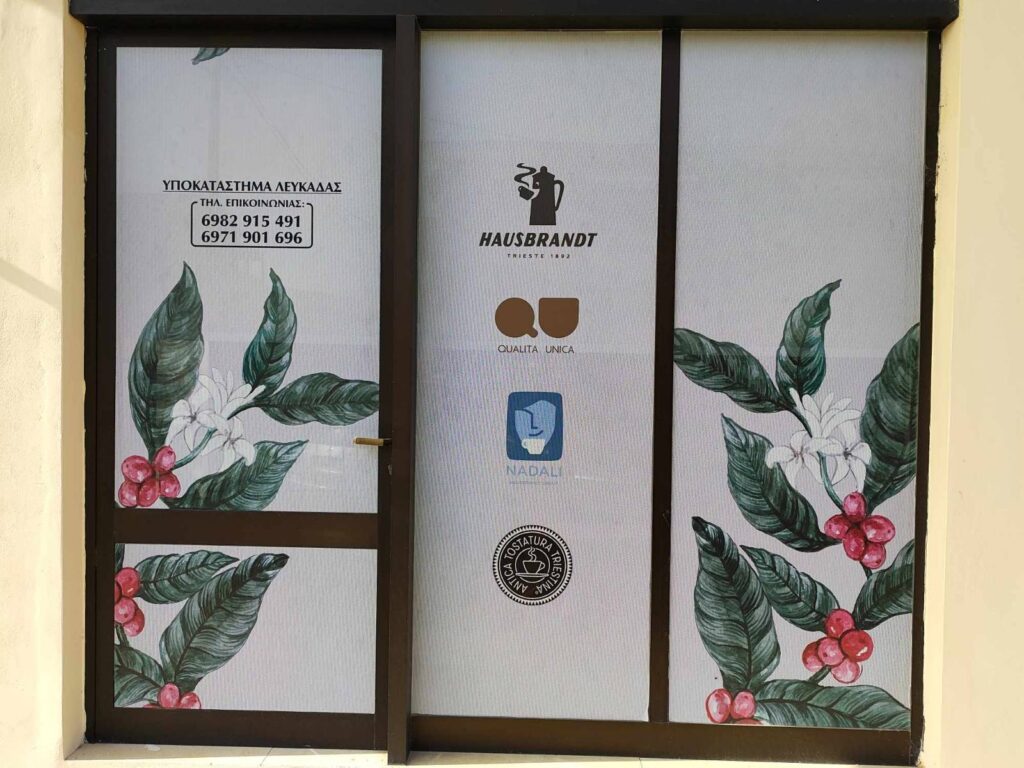 ΥΠΟΚΑΤΑΣΤΗΜΑ ΛΕΥΚΑΔΑΣ
ΤΗΛ. ΕΠΙΚΟΙΝΩΝΙΑΣ:
6982 915 491
6971 901 696
HAUSBRANDT
TRIESTE 1892
QU
QUALITA UNICA
NADALI
ANTICA TOSTATURA TRIESTINA